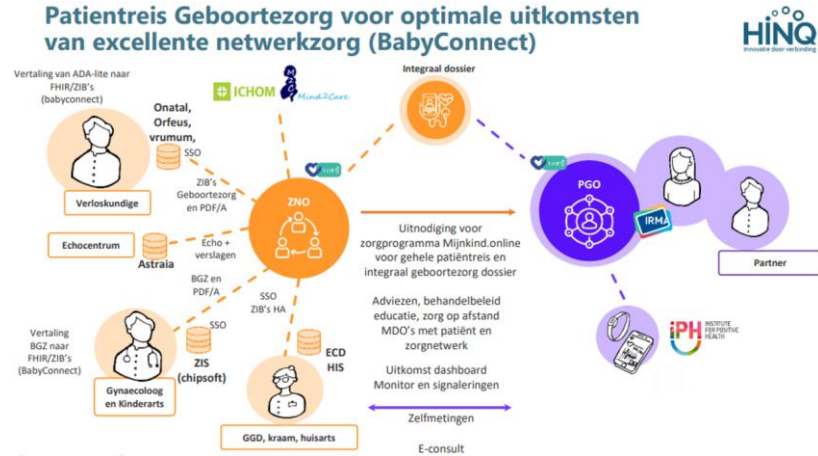 Patientreis Geboortezorg voor optimale uitkomsten
van excellente netwerkzorg (BabyConnect)
HiNQ
innovatie door verbinding
Vertaling van ADA-lite naar
FHIR/ZIB's
(babyconnect)
Onatal,
Orfeus,
vrumum,
SSO
ICHOM
M2C
Mind2Care
Integraal dossier
ZIB's
Geboortezorg
en PDF/A
Verloskundige
ZNO
PGO
IRMA
Partner
Echocentrum
Astraia
Echo +
verslagen
BGZ en
PDF/A
SSO
SSO
ZIB's HA
Vertaling
BGZ naar
FHIR/ZIB's
(BabyConnect)
ZIS
(chipsoft)
Gynaecoloog
en Kinderarts
ECD
HIS
GGD, kraam, huisarts
Uitnodiging voor
zorgprogramma Mijnkind.online
voor gehele patiëntreis en
integraal geboortezorg dossier
Adviezen, behandelbeleid
educatie, zorg op afstand
MDO's met patiënt en
zorgnetwerk
Uitkomst dashboard
Monitor en signaleringen
Zelfmetingen
E-consult
iPH
INSTITUTE
FOR POSITIVE
HEALTH